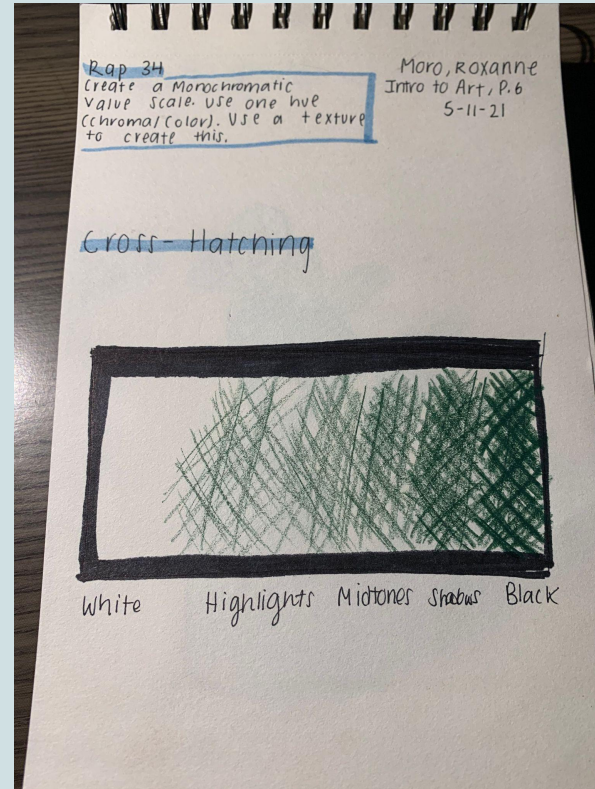 Rap 34
Create a Monochromatic
value scale. Use one hue
(chroma/color). Use a texture
to create this.
Moro, Roxanne
Intro to Art, P.6
5-11-21
Cross-Hatching
White Highlights Midtones Shadows Black